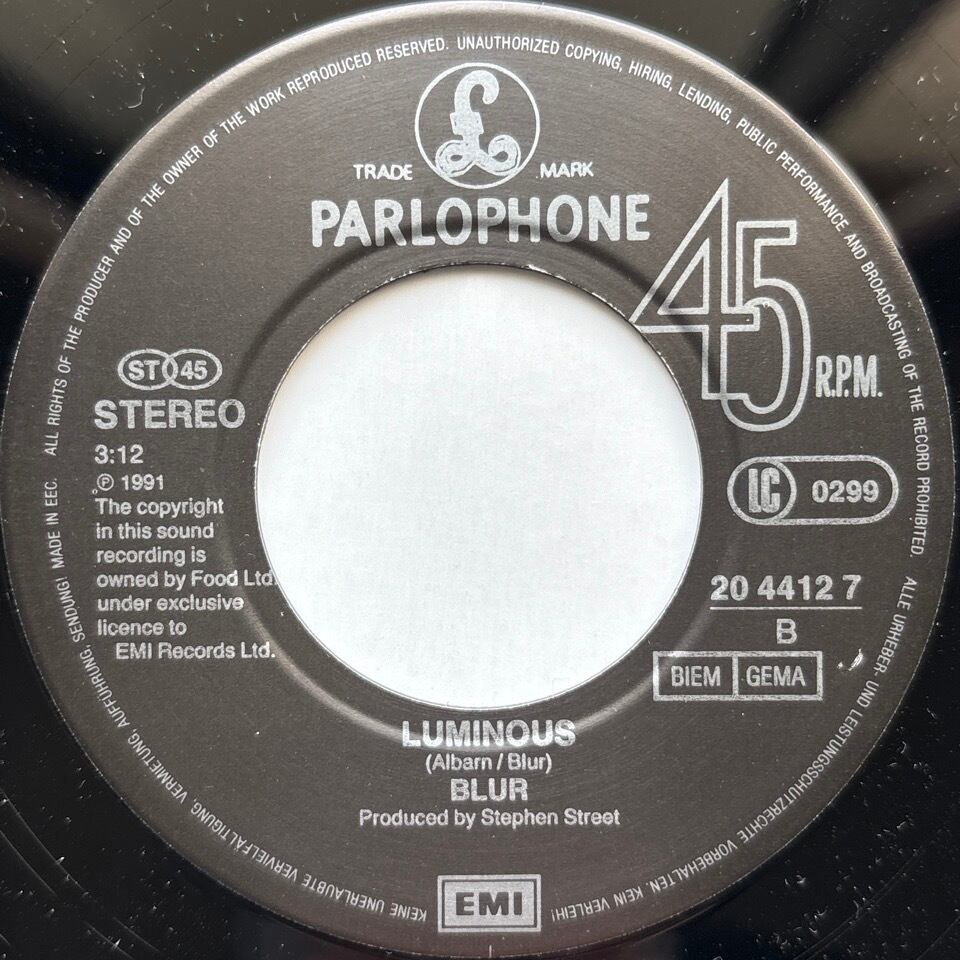 ALL RIGHTS OF THE PRODUCER AND OF THE OWNER OF THE WORK REPRODUCED RESERVED. UNAUTHORIZED COPYING, HIRING, LENDING, PUBLIC PERFORMANCE AND BROADCASTING OF THE RECORD PROHIBITED.
£
TRADE MARK
PARLOPHONE
45
R.P.M.
ST 45
STEREO
3:12
℗ 1991
The copyright
in this sound
recording is
owned by Food Ltd.
under exclusive
licence to
EMI Records Ltd.
LC 0299
20 4412 7
B
BIEM GEMA
LUMINOUS
(Albarn / Blur)
BLUR
Produced by Stephen Street
EMI
ALLE URHEBER- UND LEISTUNGSSCHUTZRECHTE VORBEHALTEN. KEIN VERLEIH!
KEINE UNERLAUBTE VERVIELFÄLTIGUNG, VERMIETUNG, AUFFÜHRUNG, SENDUNG! MADE IN EEC.